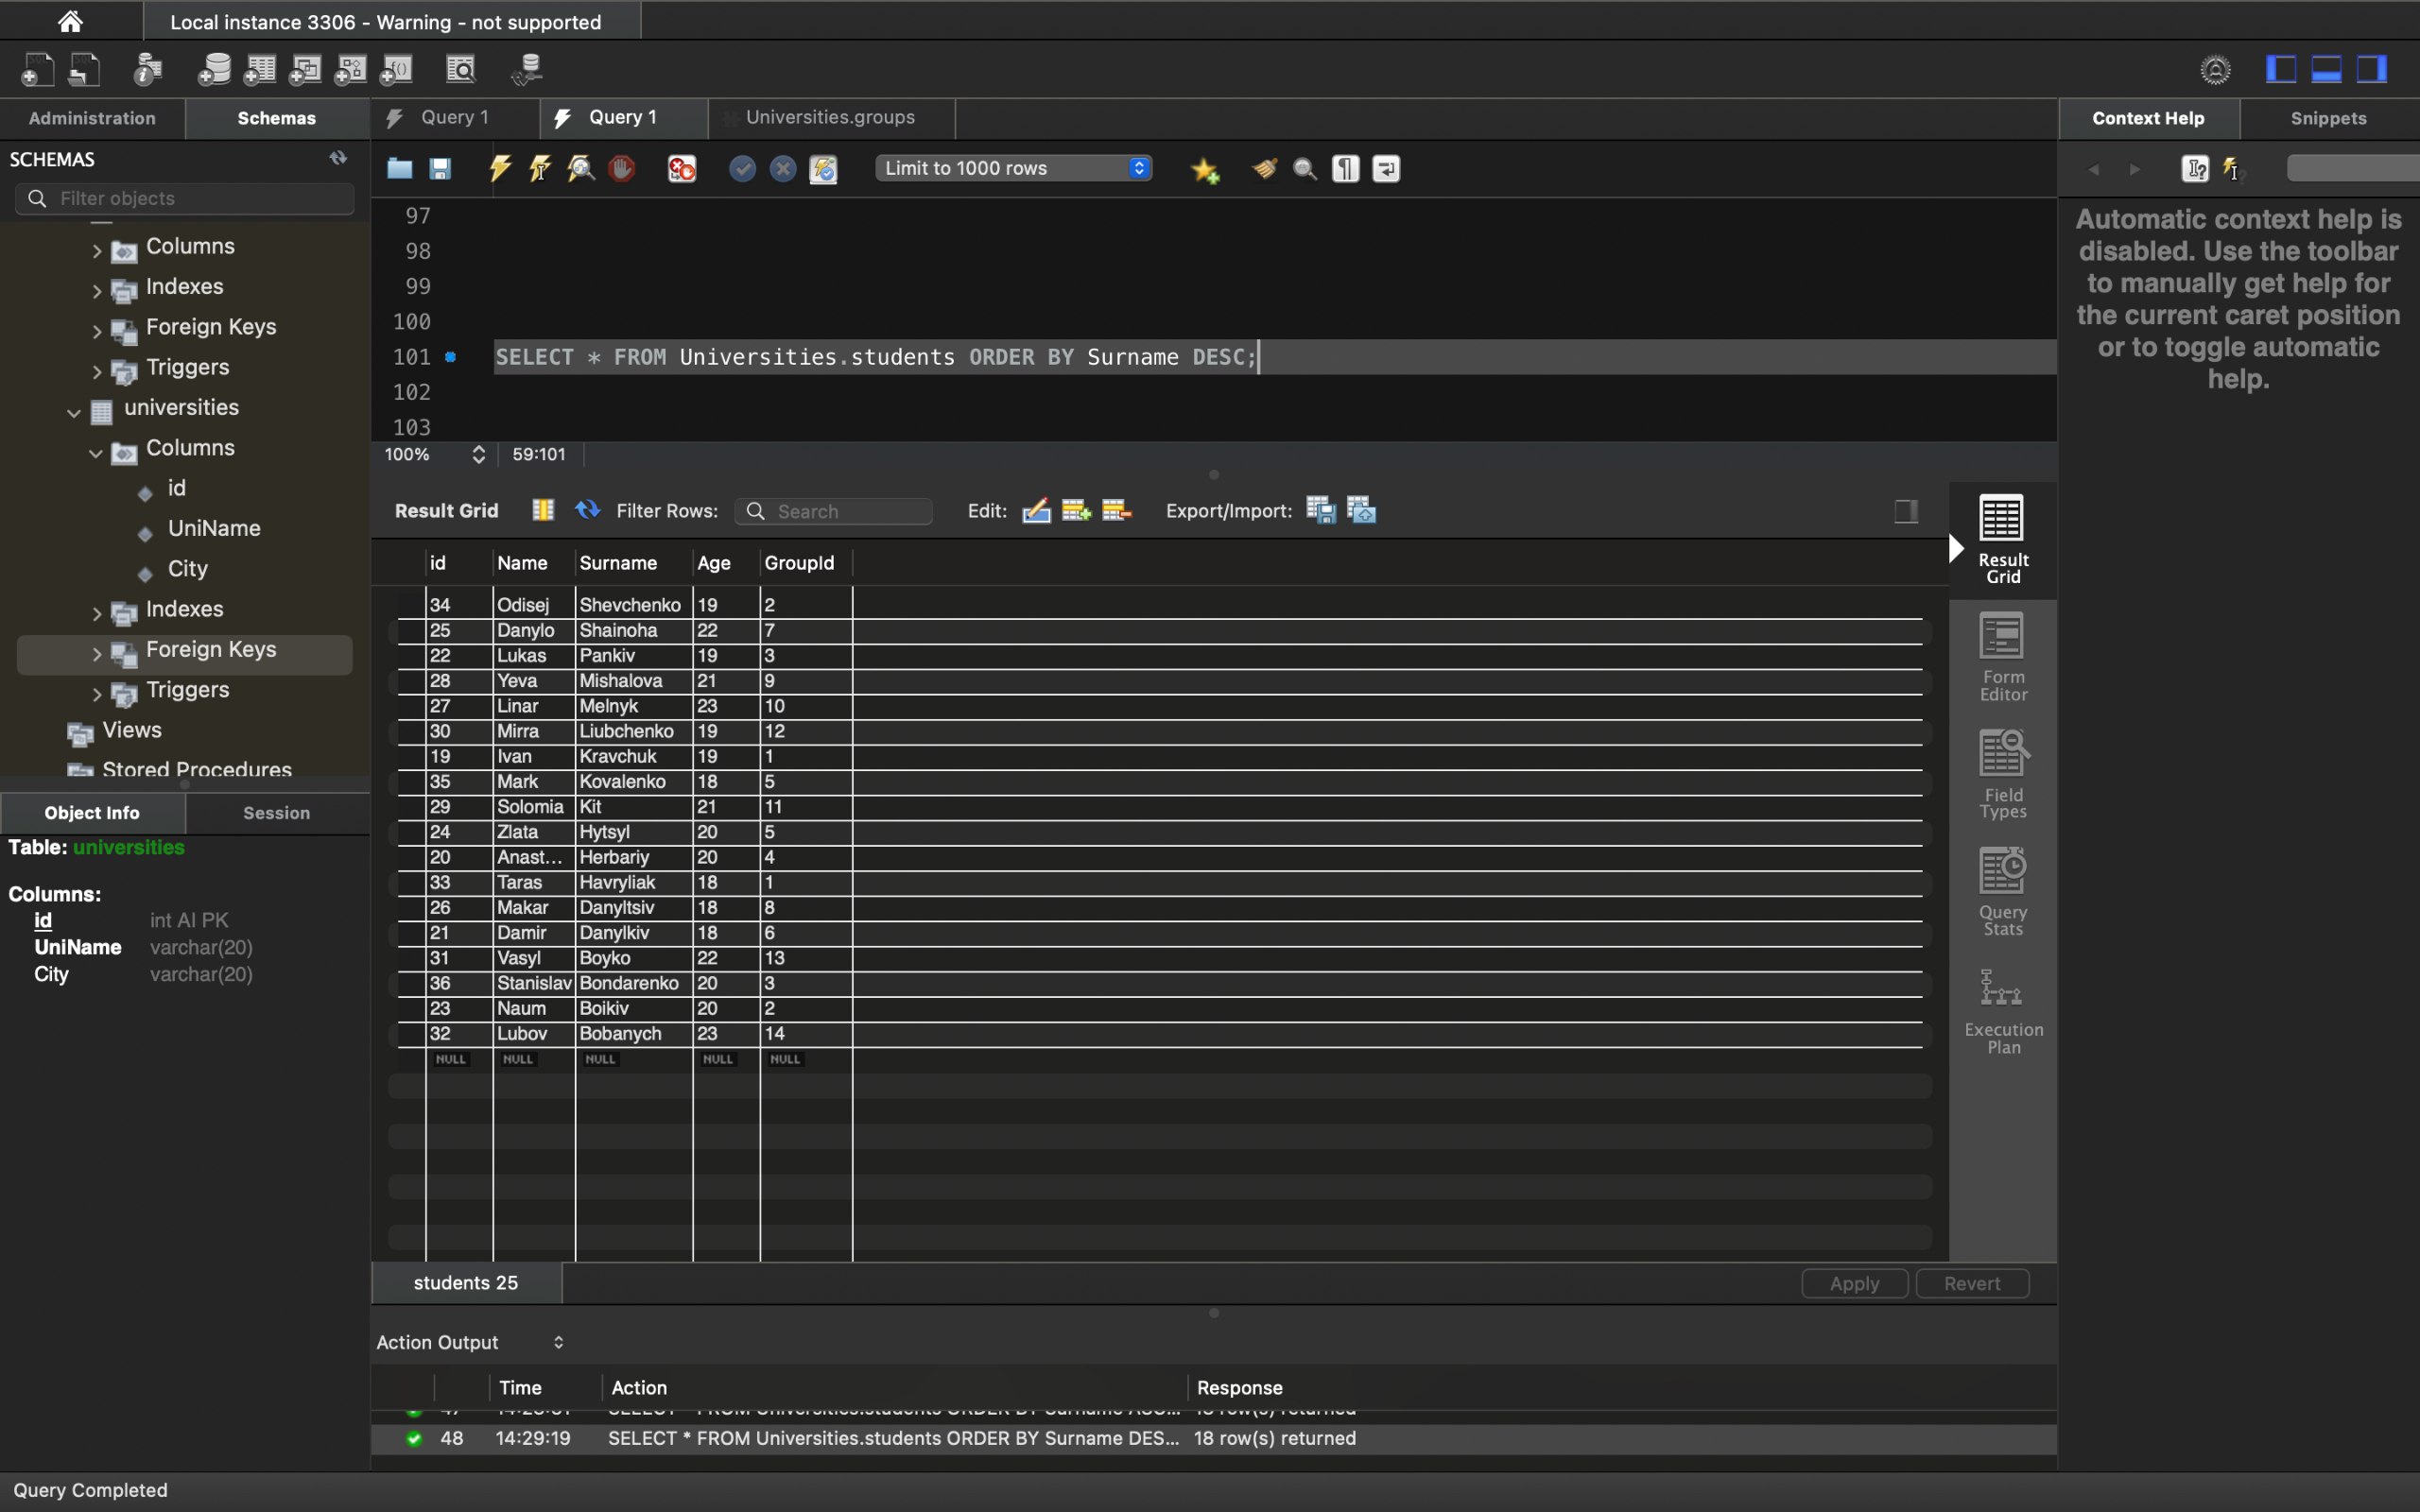 Local instance 3306 - Warning - not supported
Administration
Schemas
Query 1
Query 1
Universities.groups
Context Help
Snippets
SCHEMAS
Filter objects
Limit to 1000 rows
Columns
Indexes
Foreign Keys
Triggers
universities
Columns
id
UniName
City
Indexes
Foreign Keys
Triggers
Views
Stored Procedures
97
98
99
100
101 SELECT * FROM Universities.students ORDER BY Surname DESC;
102
103
100% 59:101
Automatic context help is
disabled. Use the toolbar
to manually get help for
the current caret position
or to toggle automatic
help.
Result Grid Filter Rows: Search Edit: Export/Import:
id Name Surname Age GroupId
34 Odisej Shevchenko 19 2
25 Danylo Shainoha 22 7
22 Lukas Pankiv 19 3
28 Yeva Mishalova 21 9
27 Linar Melnyk 23 10
30 Mirra Liubchenko 19 12
19 Ivan Kravchuk 19 1
35 Mark Kovalenko 18 5
29 Solomia Kit 21 11
24 Zlata Hytsyl 20 5
20 Anast... Herbariy 20 4
33 Taras Havryliak 18 1
26 Makar Danyltsiv 18 8
21 Damir Danylkiv 18 6
31 Vasyl Boyko 22 13
36 Stanislav Bondarenko 20 3
23 Naum Boikiv 20 2
32 Lubov Bobanych 23 14
NULL NULL NULL NULL NULL
Result
Grid
Form
Editor
Field
Types
Query
Stats
Execution
Plan
Object Info
Session
Table: universities
Columns:
id int AI PK
UniName varchar(20)
City varchar(20)
students 25
Apply
Revert
Action Output
Time Action Response
48 14:29:19 SELECT * FROM Universities.students ORDER BY Surname DES... 18 row(s) returned
Query Completed